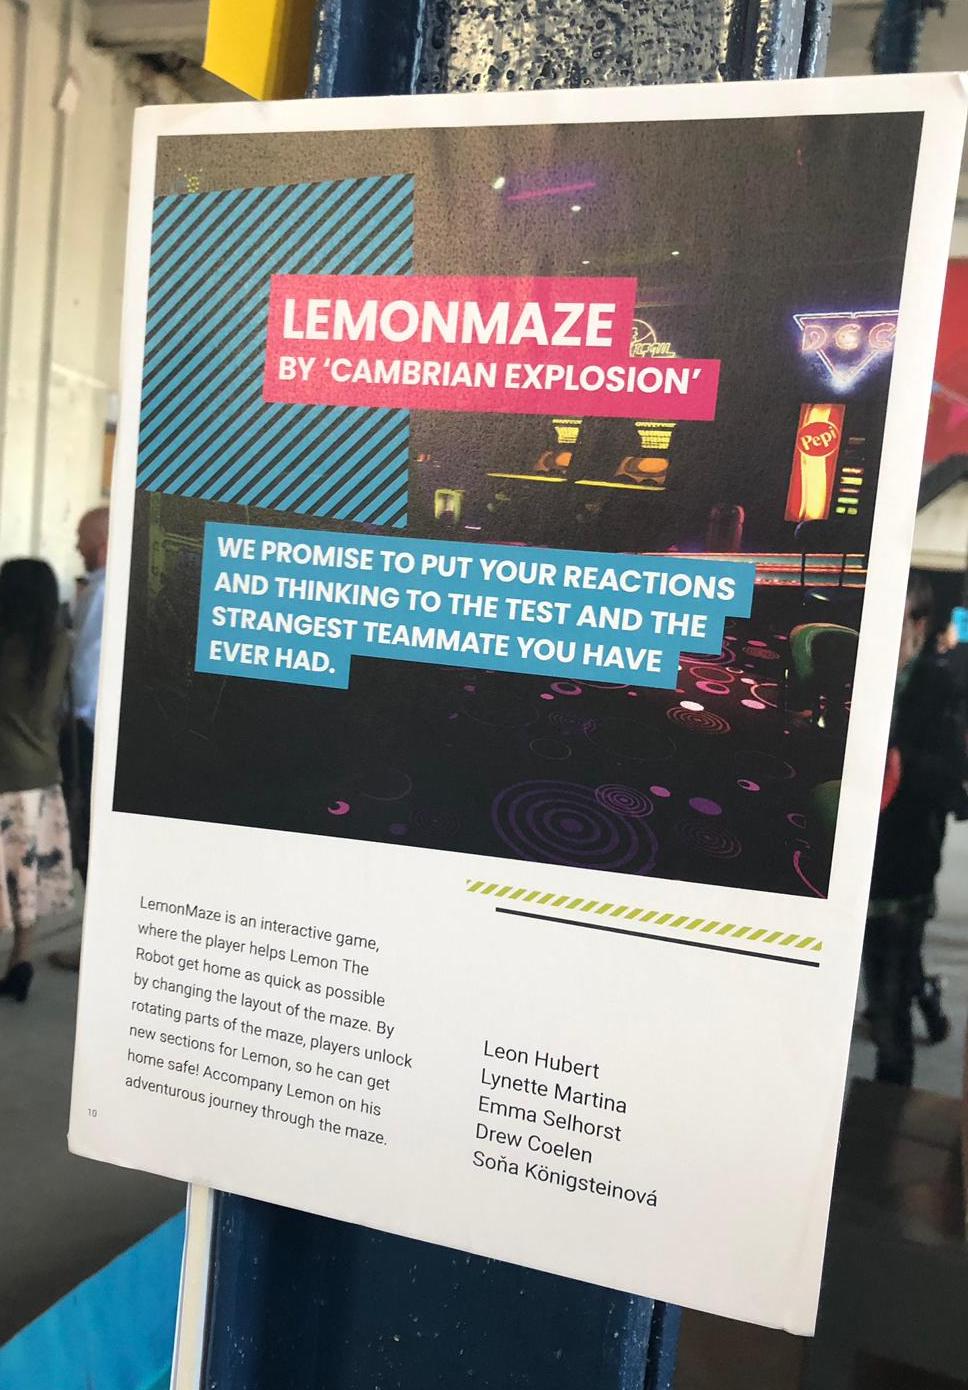 LEMONMAZE
BY ‘CAMBRIAN EXPLOSION’
Pepi
WE PROMISE TO PUT YOUR REACTIONS
AND THINKING TO THE TEST AND THE
STRANGEST TEAMMATE YOU HAVE
EVER HAD.
LemonMaze is an interactive game,
where the player helps Lemon The
Robot get home as quick as possible
by changing the layout of the maze. By
rotating parts of the maze, players unlock
new sections for Lemon, so he can get
home safe! Accompany Lemon on his
adventurous journey through the maze.
10
Leon Hubert
Lynette Martina
Emma Selhorst
Drew Coelen
Soňa Königsteinová